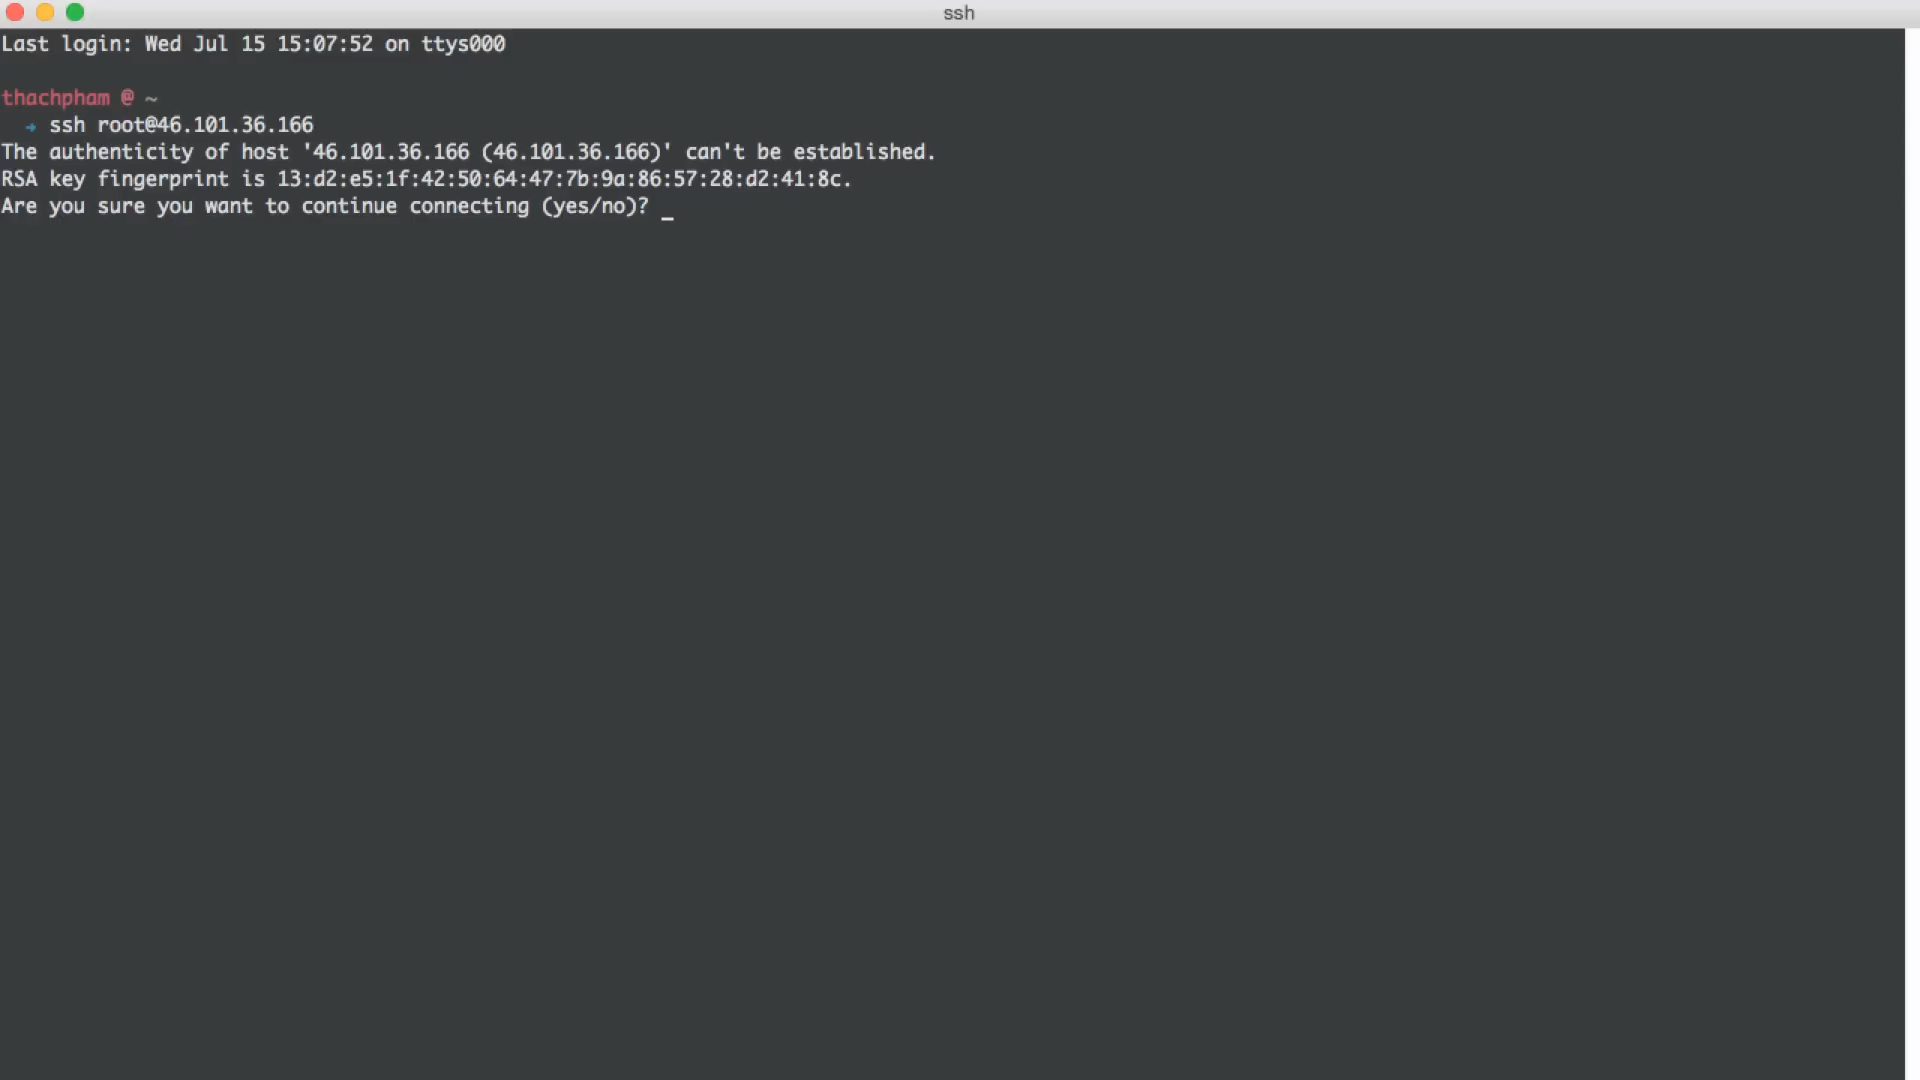 ssh
Last login: Wed Jul 15 15:07:52 on ttys000
thachpham @ ~
→ ssh root@46.101.36.166
The authenticity of host '46.101.36.166 (46.101.36.166)' can't be established.
RSA key fingerprint is 13:d2:e5:1f:42:50:64:47:7b:9a:86:57:28:d2:41:8c.
Are you sure you want to continue connecting (yes/no)? _